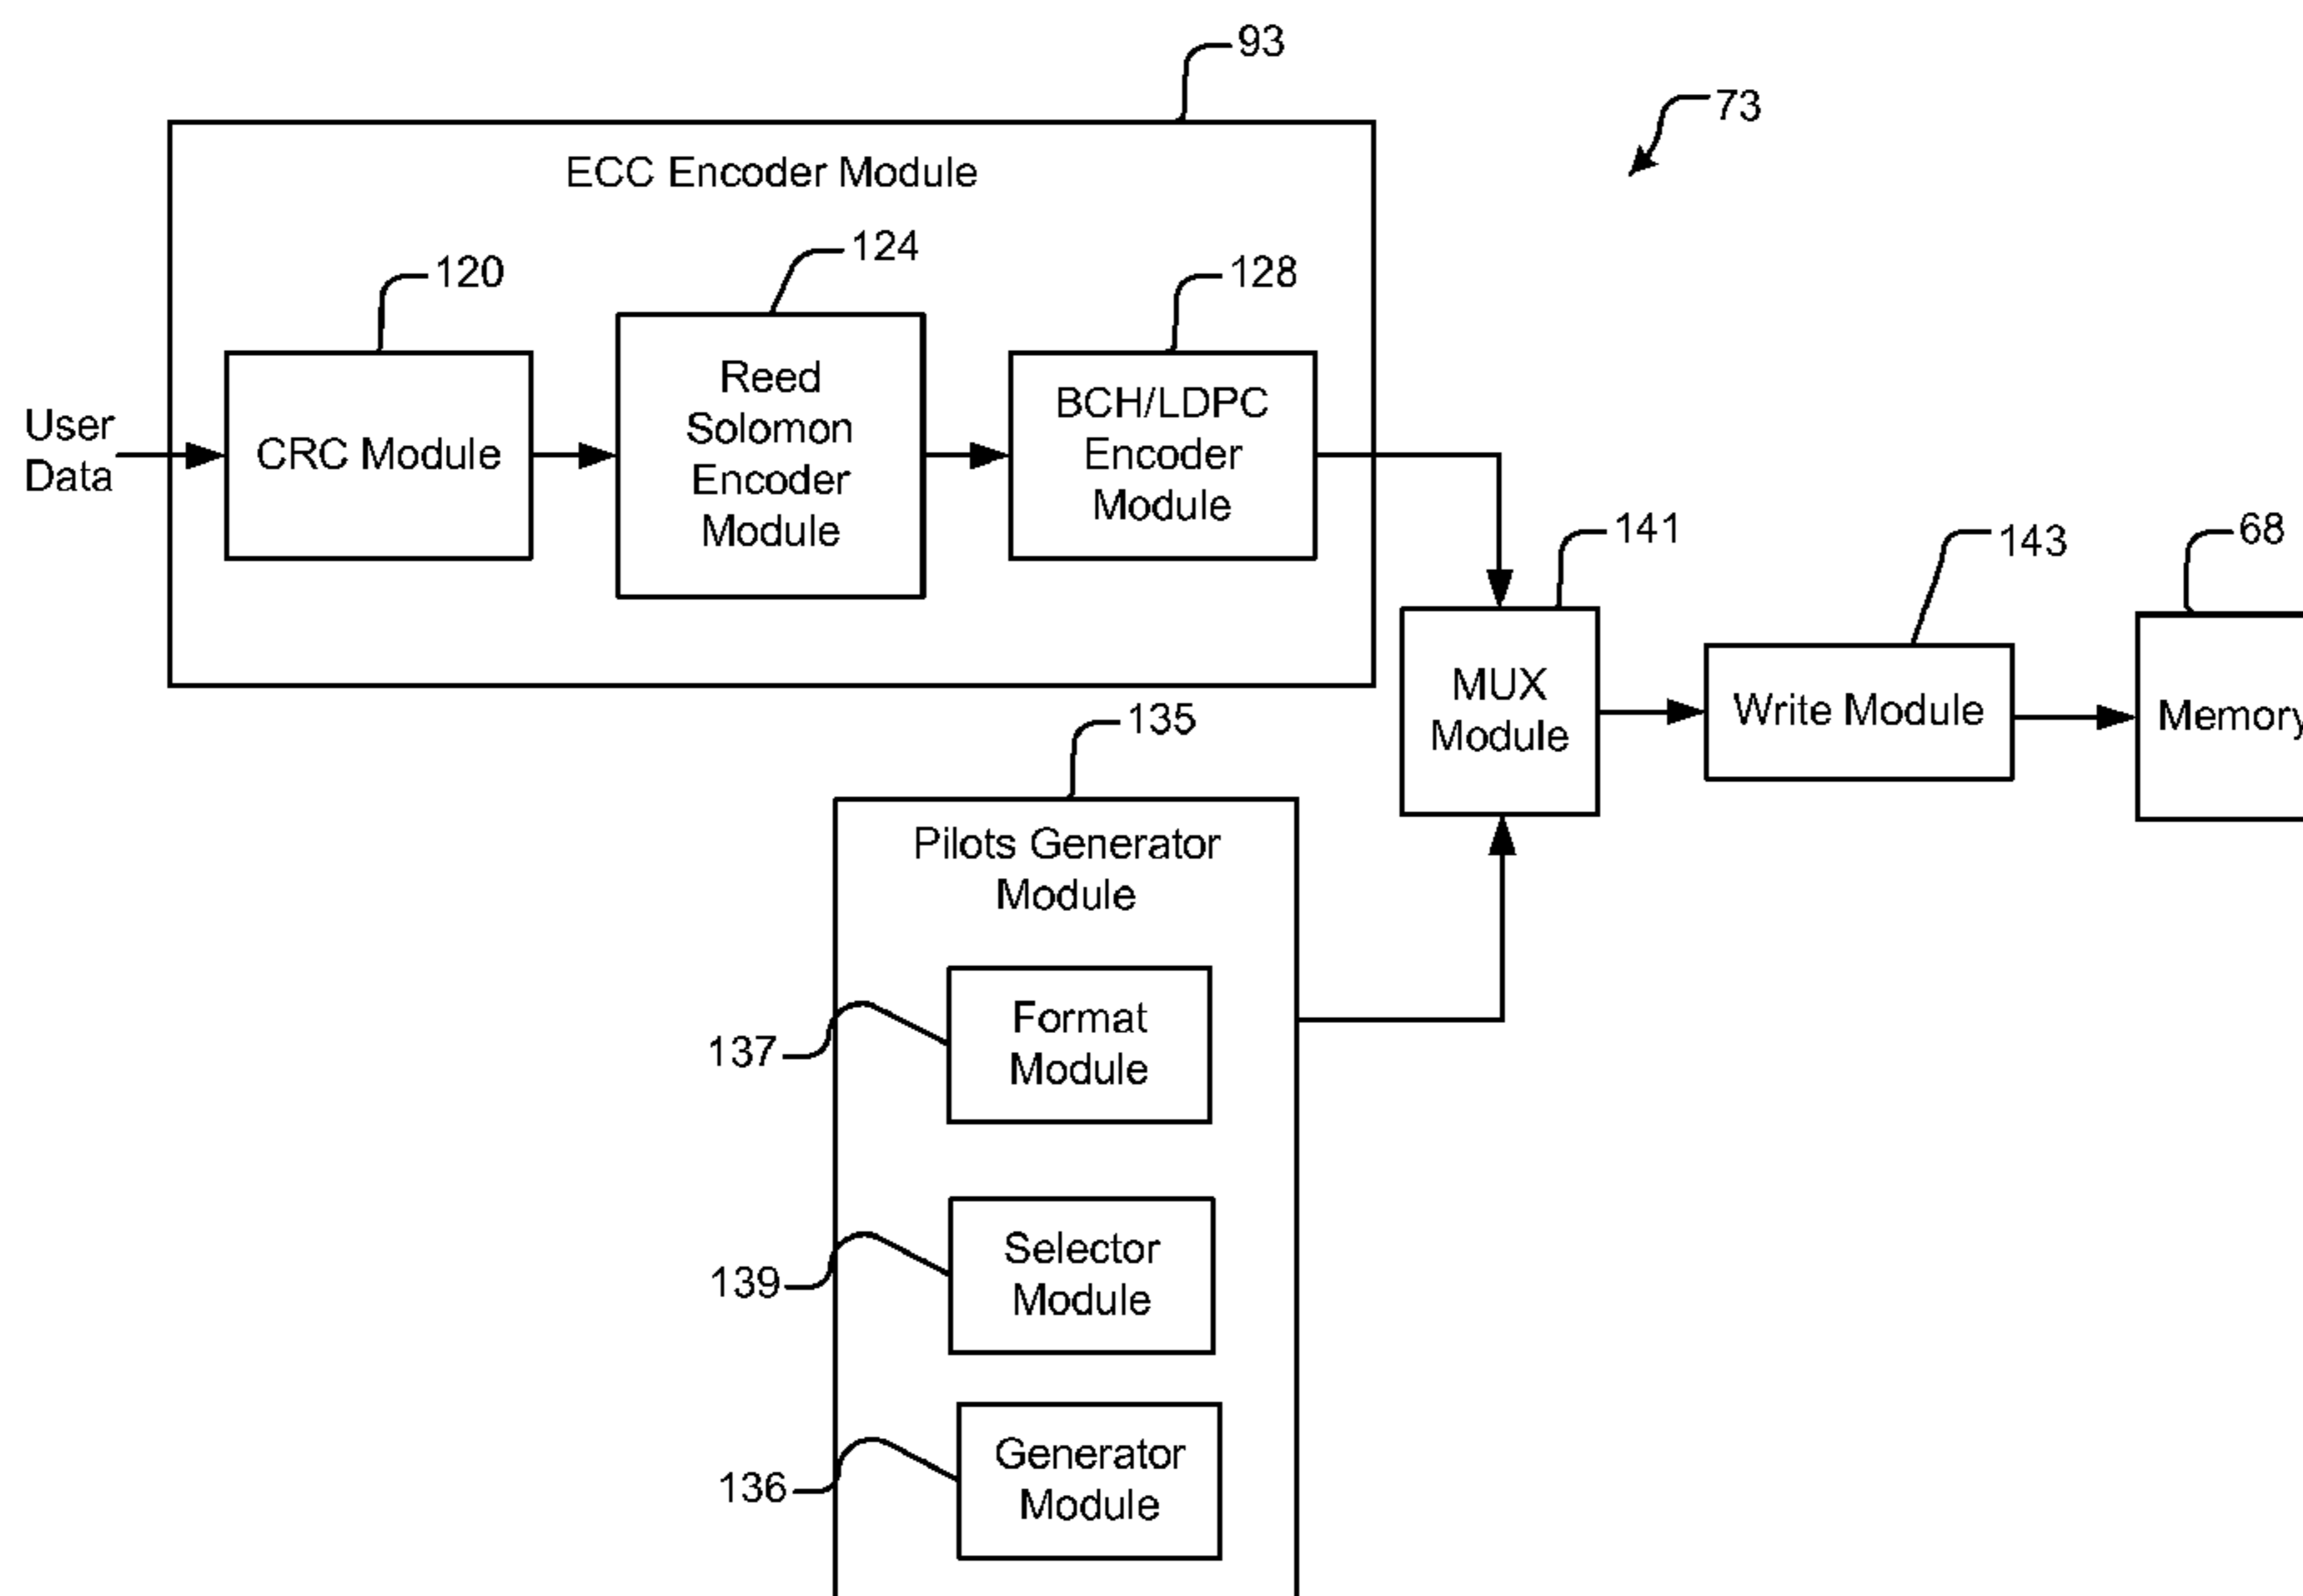 93
73
ECC Encoder Module
120
124
128
User
Data
CRC Module
Reed
Solomon
Encoder
Module
BCH/LDPC
Encoder
Module
141
143
68
MUX
Module
Write Module
Memory
135
Pilots Generator
Module
137
Format
Module
139
Selector
Module
136
Generator
Module